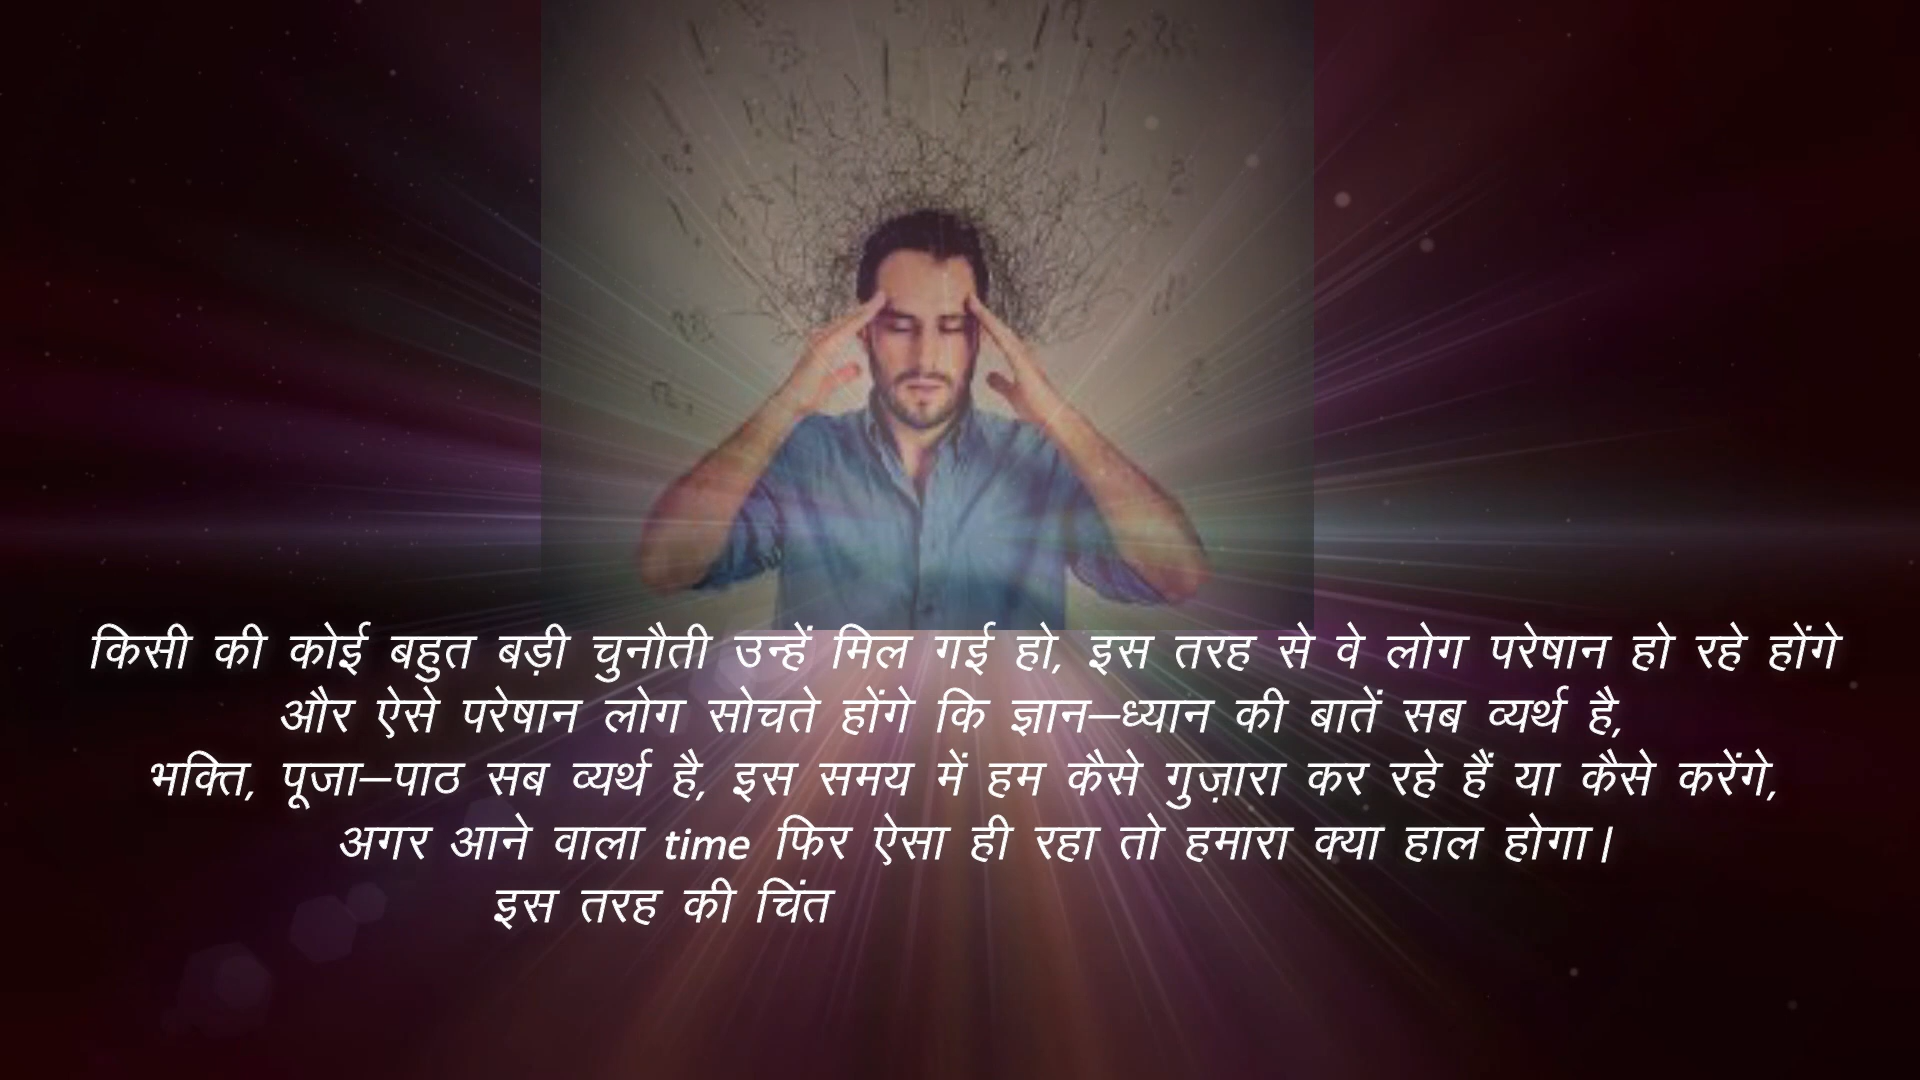 किसी की कोई बहुत बड़ी चुनौती उन्हें मिल गई हो, इस तरह से वे लोग परेषान हो रहे होंगे
और ऐसे परेषान लोग सोचते होंगे कि ज्ञान–ध्यान की बातें सब व्यर्थ है,
भक्ति, पूजा–पाठ सब व्यर्थ है, इस समय में हम कैसे गुज़ारा कर रहे हैं या कैसे करेंगे,
अगर आने वाला time फिर ऐसा ही रहा तो हमारा क्या हाल होगा।
इस तरह की चिंत